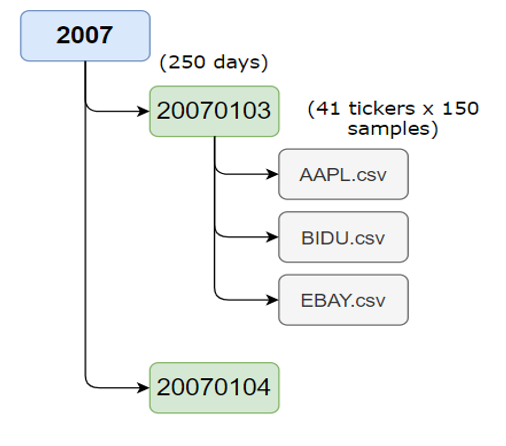 2007
(250 days)
20070103
(41 tickers x 150
samples)
AAPL.csv
BIDU.csv
EBAY.csv
20070104